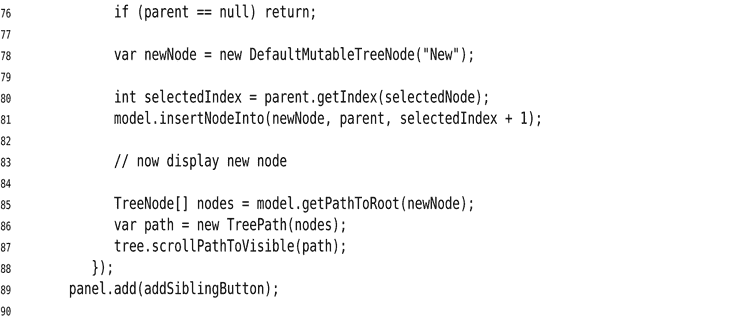 76 if (parent == null) return;
77
78 var newNode = new DefaultMutableTreeNode("New");
79
80 int selectedIndex = parent.getIndex(selectedNode);
81 model.insertNodeInto(newNode, parent, selectedIndex + 1);
82
83 // now display new node
84
85 TreeNode[] nodes = model.getPathToRoot(newNode);
86 var path = new TreePath(nodes);
87 tree.scrollPathToVisible(path);
88 });
89 panel.add(addSiblingButton);
90